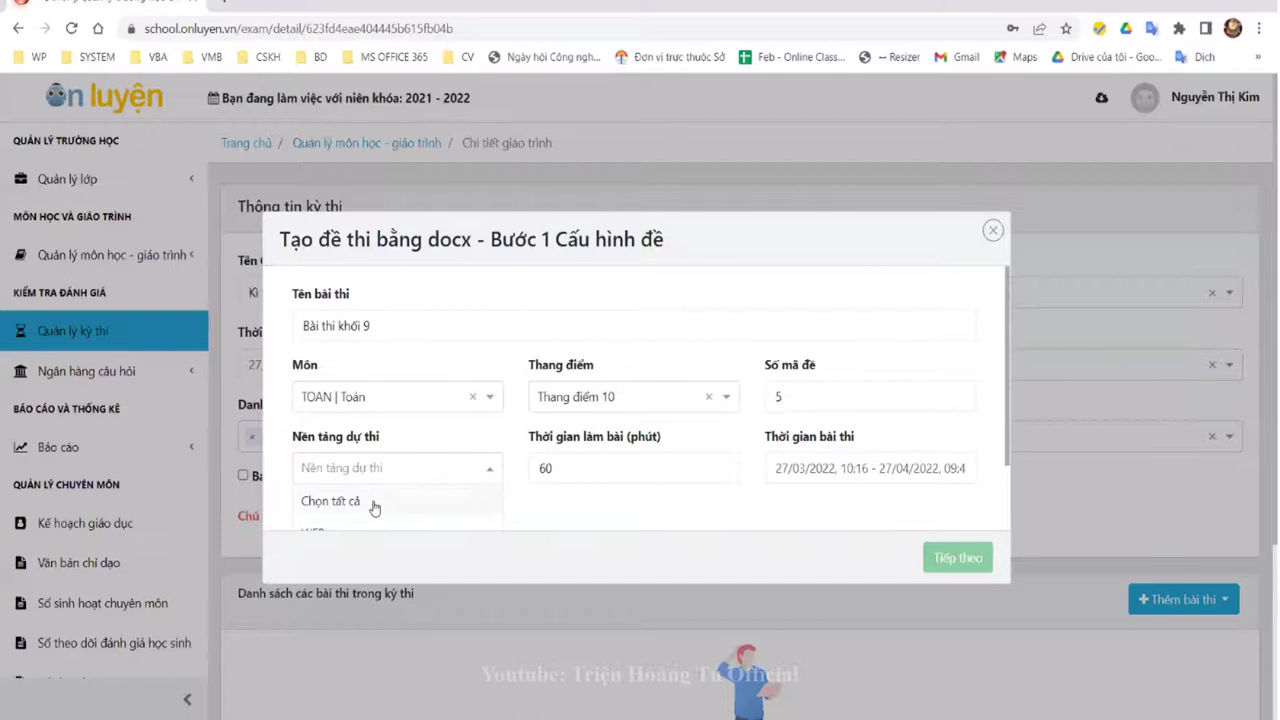 school.onluyen.vn/exam/detail/623fd4eae404445b615fb04b
WP SYSTEM VBA VMB CSKH BD MS OFFICE 365 CV Ngày hội Công ngh... Đơn vị trực thuộc Sở Feb - Online Class... -- Resizer Gmail Maps Drive của tôi - Goo... Dịch »
ôn luyện
Bạn đang làm việc với niên khóa: 2021 - 2022
Nguyễn Thị Kim
QUẢN LÝ TRƯỜNG HỌC
Trang chủ / Quản lý môn học - giáo trình / Chi tiết giáo trình
Quản lý lớp
Thông tin kỳ thi
MÔN HỌC VÀ GIÁO TRÌNH
Tạo đề thi bằng docx - Bước 1 Cấu hình đề
Quản lý môn học - giáo trình
Tên
KIỂM TRA ĐÁNH GIÁ
Kì
Tên bài thi
Quản lý kỳ thi
Bài thi khối 9
Thời
Ngân hàng câu hỏi
27,
Môn Thang điểm Số mã đề
TOAN | Toán Thang điểm 10 5
BÁO CÁO VÀ THỐNG KÊ
Danh
Báo cáo
Nền tảng dự thi Thời gian làm bài (phút) Thời gian bài thi
Nền tảng dự thi 60 27/03/2022, 10:16 - 27/04/2022, 09:4
QUẢN LÝ CHUYÊN MÔN
Chọn tất cả
Chú
Kế hoạch giáo dục
WEB
Văn bản chỉ đạo
Tiếp theo
Sổ sinh hoạt chuyên môn
Danh sách các bài thi trong kỳ thi
Thêm bài thi
Sổ theo dõi đánh giá học sinh
Youtube: Triện Hoàng Tú Official